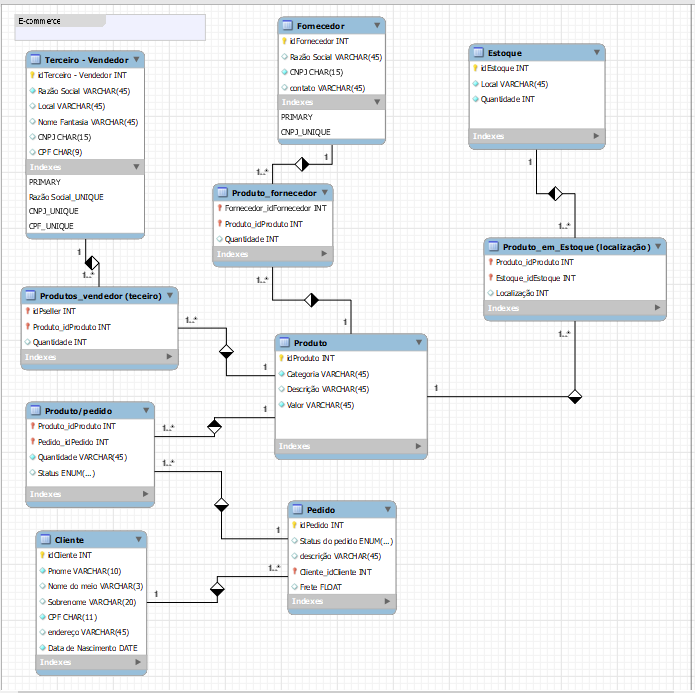 E-commerce
Terceiro - Vendedor
idTerceiro - Vendedor INT
Razão Social VARCHAR(45)
Local VARCHAR(45)
Nome Fantasia VARCHAR(45)
CNPJ CHAR(15)
CPF CHAR(9)
Indexes
PRIMARY
Razão Social_UNIQUE
CNPJ_UNIQUE
CPF_UNIQUE
1
1..*
Fornecedor
idFornecedor INT
Razão Social VARCHAR(45)
CNPJ CHAR(15)
contato VARCHAR(45)
Indexes
PRIMARY
CNPJ_UNIQUE
1
1..*
Estoque
idEstoque INT
Local VARCHAR(45)
Quantidade INT
Indexes
1
1..*
Produto_fornecedor
Fornecedor_idFornecedor INT
Produto_idProduto INT
Quantidade INT
Indexes
1..*
1
Produto_em_Estoque (localização)
Produto_idProduto INT
Estoque_idEstoque INT
Localização INT
Indexes
1..*
1
Produtos_vendedor (teceiro)
idPseller INT
Produto_idProduto INT
Quantidade INT
Indexes
1..*
1
Produto
idProduto INT
Categoria VARCHAR(45)
Descrição VARCHAR(45)
Valor VARCHAR(45)
Indexes
Produto/pedido
Produto_idProduto INT
Pedido_idPedido INT
Quantidade VARCHAR(45)
Status ENUM(...)
Indexes
1
1..*
1..*
1
Pedido
idPedido INT
Status do pedido ENUM(...)
descrição VARCHAR(45)
Cliente_idCliente INT
Frete FLOAT
Indexes
Cliente
idCliente INT
Pnome VARCHAR(10)
Nome do meio VARCHAR(3)
Sobrenome VARCHAR(20)
CPF CHAR(11)
endereço VARCHAR(45)
Data de Nascimento DATE
Indexes
1
1..*